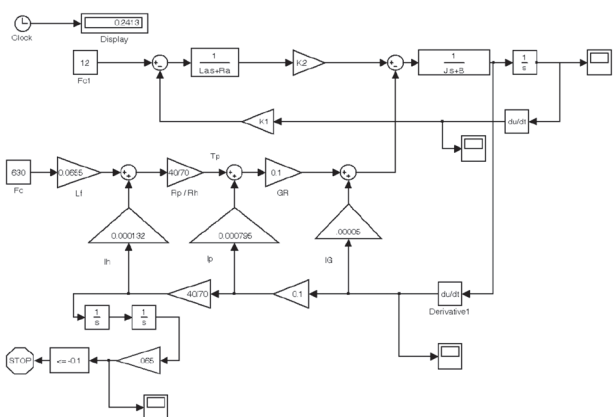 0.2413
Clock
Display
12
Fc1
1
Las+Ra
K2
1
Js+B
1
s
K1
du/dt
Tp
630
Fc
0.0655
Lf
40/70
Rp / Rh
0.1
GR
0.000132
Ih
0.000795
Ip
.00005
IG
40/70
0.1
du/dt
Derivative1
1
s
1
s
STOP
<= -0.1
.065